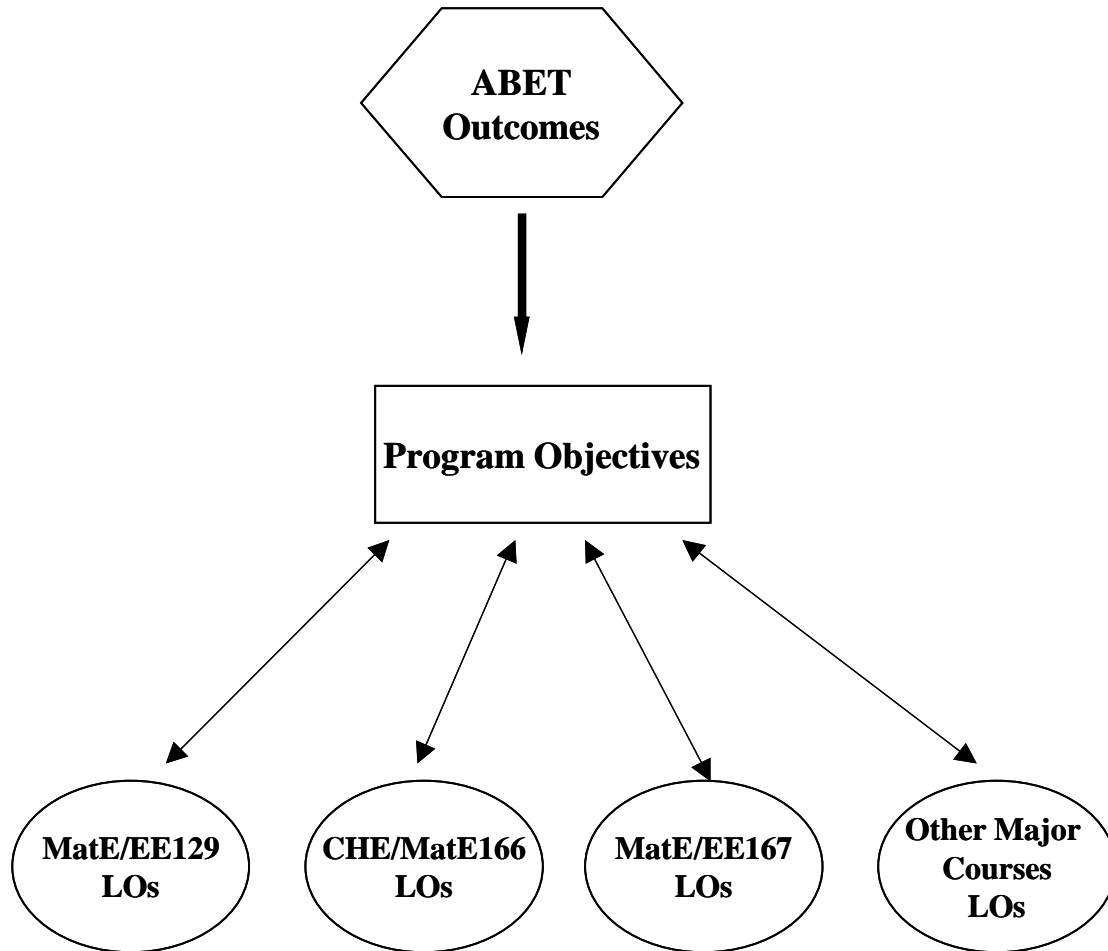 ABET
Outcomes
Program Objectives
MatE/EE129
LOs
CHE/MatE166
LOs
MatE/EE167
LOs
Other Major
Courses
LOs